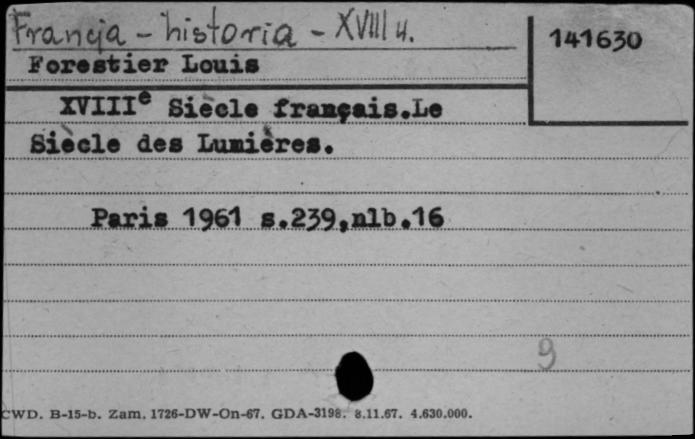 Francja - historia - XVIII w.
141630
Forestier Louis
XVIIIe Siècle français.Le
Siècle des Lumières.
Paris 1961 s.239,nlb.16
9
CWD. B-15-b. Zam. 1726-DW-On-67. GDA-3198. 8.11.67. 4.630.000.